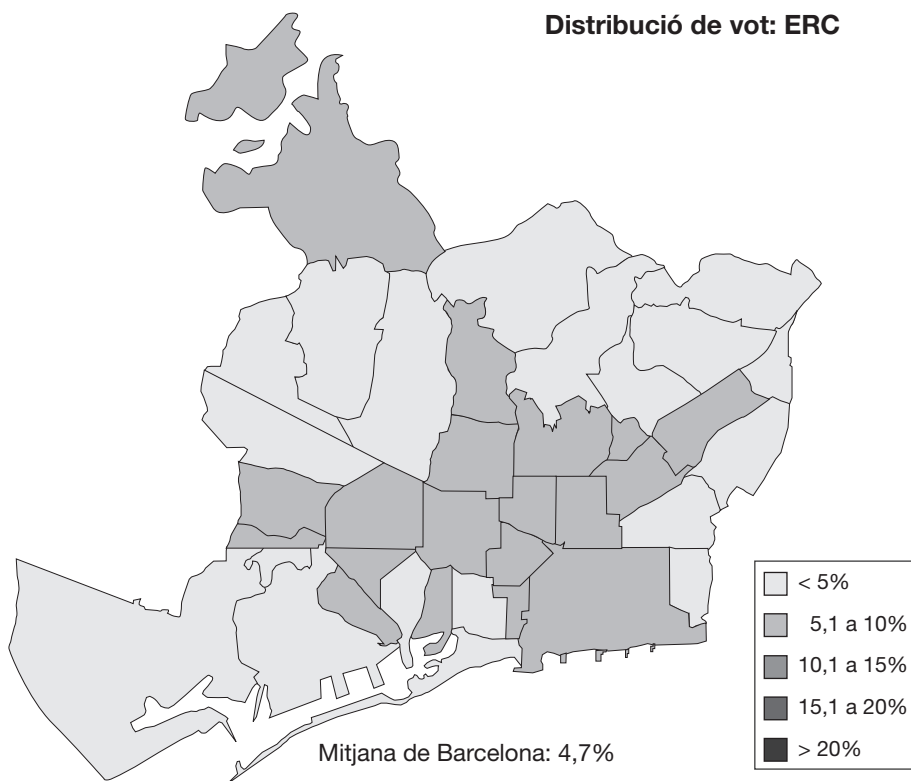 Distribució de vot: ERC
< 5%
5,1 a 10%
10,1 a 15%
15,1 a 20%
> 20%
Mitjana de Barcelona: 4,7%